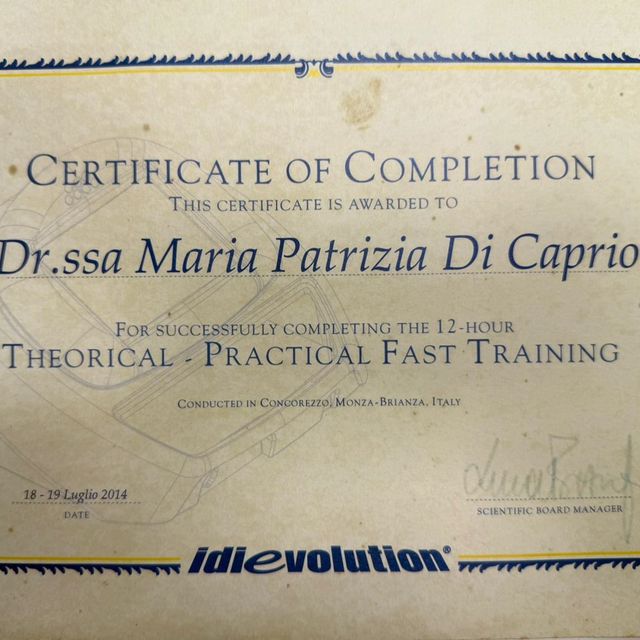 CERTIFICATE OF COMPLETION
THIS CERTIFICATE IS AWARDED TO
Dr.ssa Maria Patrizia Di Caprio
FOR SUCCESSFULLY COMPLETING THE 12-HOUR
THEORICAL - PRACTICAL FAST TRAINING
CONDUCTED IN CONCOREZZO, MONZA-BRIANZA, ITALY
18 - 19 Luglio 2014
DATE
SCIENTIFIC BOARD MANAGER
idievolution®